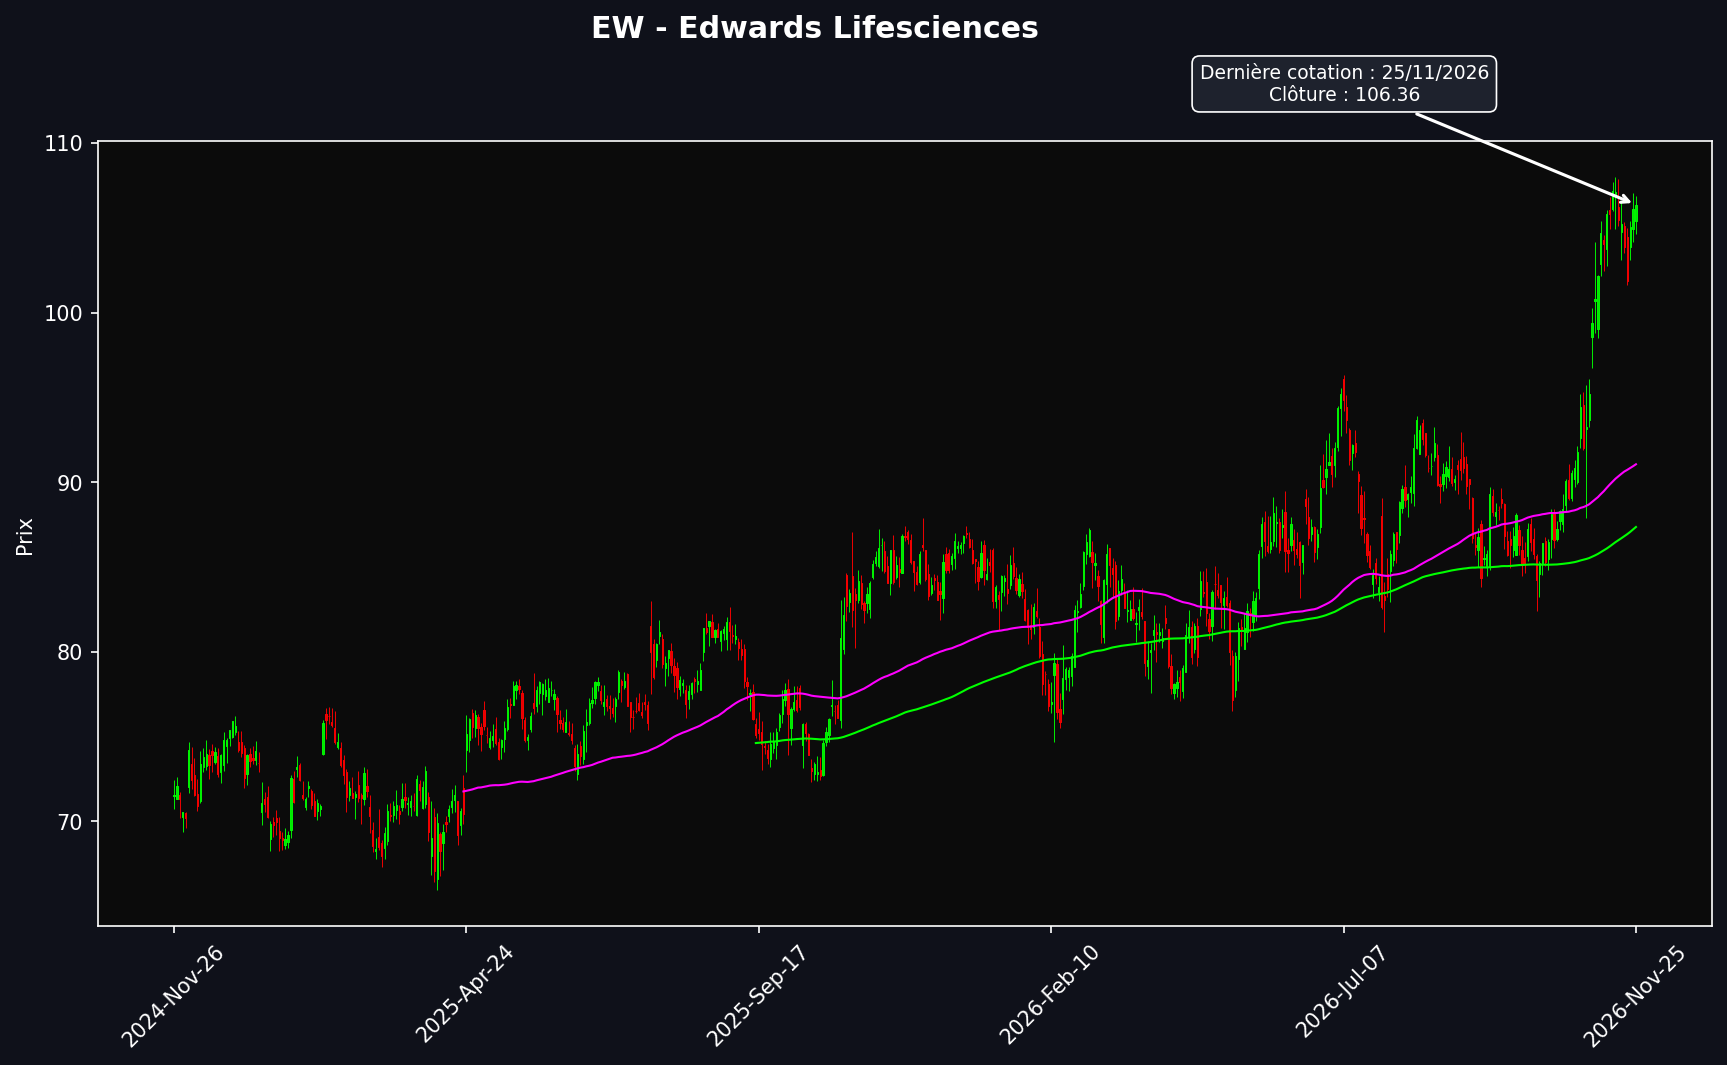 EW - Edwards Lifesciences
Dernière cotation : 25/11/2026
Clôture : 106.36
110
100
90
80
70
Prix
2024-Nov-26
2025-Apr-24
2025-Sep-17
2026-Feb-10
2026-Jul-07
2026-Nov-25